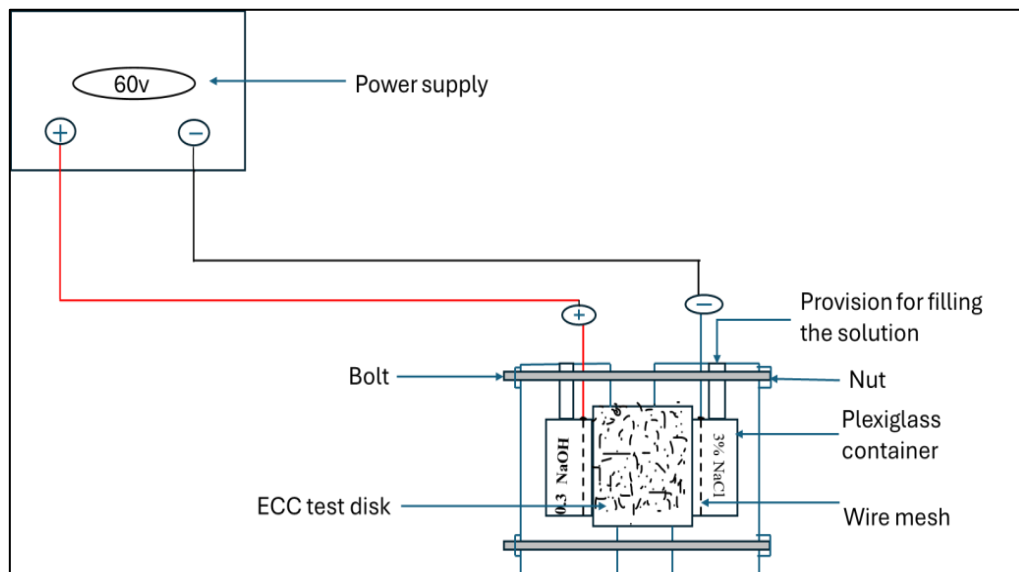 60v
Power supply
+
−
+
−
Provision for filling
the solution
Bolt
Nut
Plexiglass
container
0.3 NaOH
3% NaCl
ECC test disk
Wire mesh